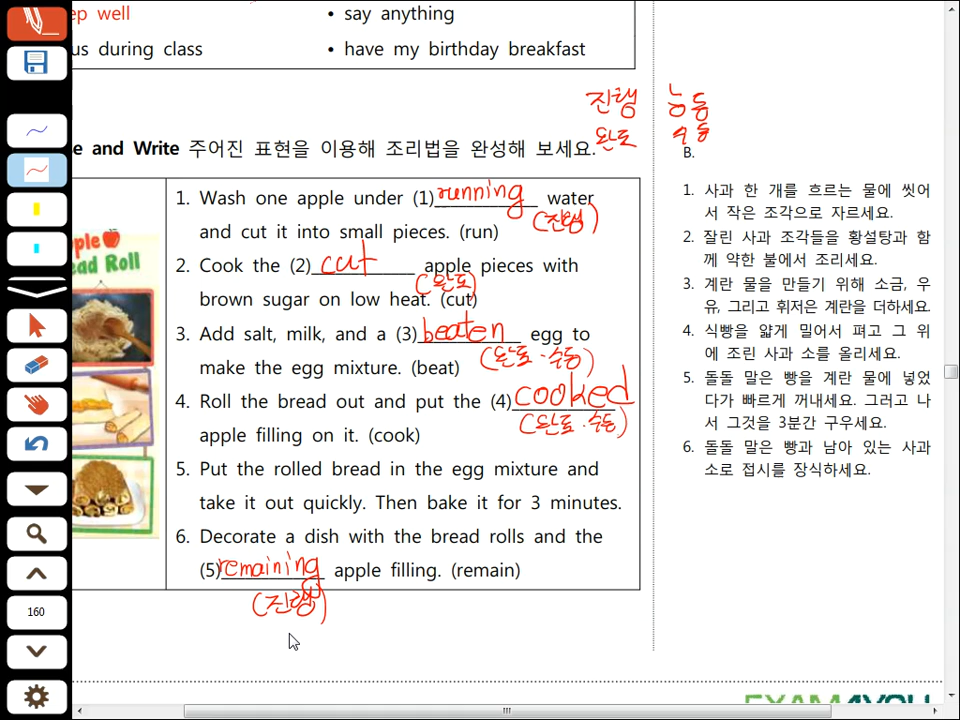 ep well
• say anything
us during class
• have my birthday breakfast
진행 능동
완료 수동
e and Write 주어진 표현을 이용해 조리법을 완성해 보세요.
1. Wash one apple under (1) running water
(진행)
and cut it into small pieces. (run)
2. Cook the (2) cut apple pieces with
(완료)
brown sugar on low heat. (cut)
3. Add salt, milk, and a (3) beaten egg to
(완료·수동)
make the egg mixture. (beat)
4. Roll the bread out and put the (4) cooked
(완료·수동)
apple filling on it. (cook)
5. Put the rolled bread in the egg mixture and
take it out quickly. Then bake it for 3 minutes.
6. Decorate a dish with the bread rolls and the
(5) remaining apple filling. (remain)
(진행)
pple
ead Roll
B.
1. 사과 한 개를 흐르는 물에 씻어
서 작은 조각으로 자르세요.
2. 잘린 사과 조각들을 황설탕과 함
께 약한 불에서 조리세요.
3. 계란 물을 만들기 위해 소금, 우
유, 그리고 휘저은 계란을 더하세요.
4. 식빵을 얇게 밀어서 펴고 그 위
에 조린 사과 소를 올리세요.
5. 돌돌 말은 빵을 계란 물에 넣었
다가 빠르게 꺼내세요. 그러고 나
서 그것을 3분간 구우세요.
6. 돌돌 말은 빵과 남아 있는 사과
소로 접시를 장식하세요.
160
EXAM4YOU